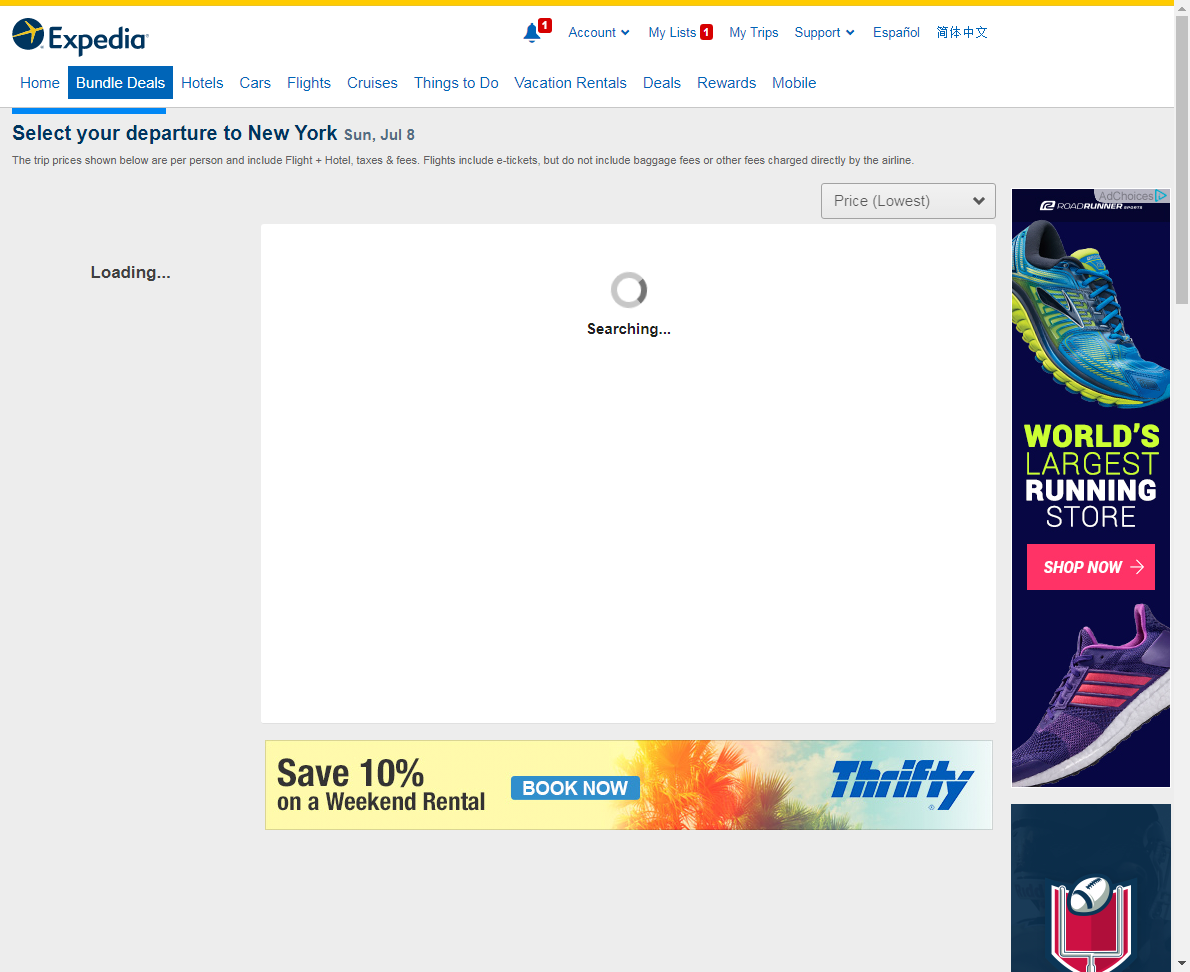 Expedia
1
Account
My Lists 1
My Trips
Support
Español
简体中文
Home
Bundle Deals
Hotels
Cars
Flights
Cruises
Things to Do
Vacation Rentals
Deals
Rewards
Mobile
Select your departure to New York Sun, Jul 8
The trip prices shown below are per person and include Flight + Hotel, taxes & fees. Flights include e-tickets, but do not include baggage fees or other fees charged directly by the airline.
Price (Lowest)
Loading...
Searching...
AdChoices
ROADRUNNER SPORTS
WORLD'S
LARGEST
RUNNING
STORE
SHOP NOW
Save 10%
on a Weekend Rental
BOOK NOW
Thrifty